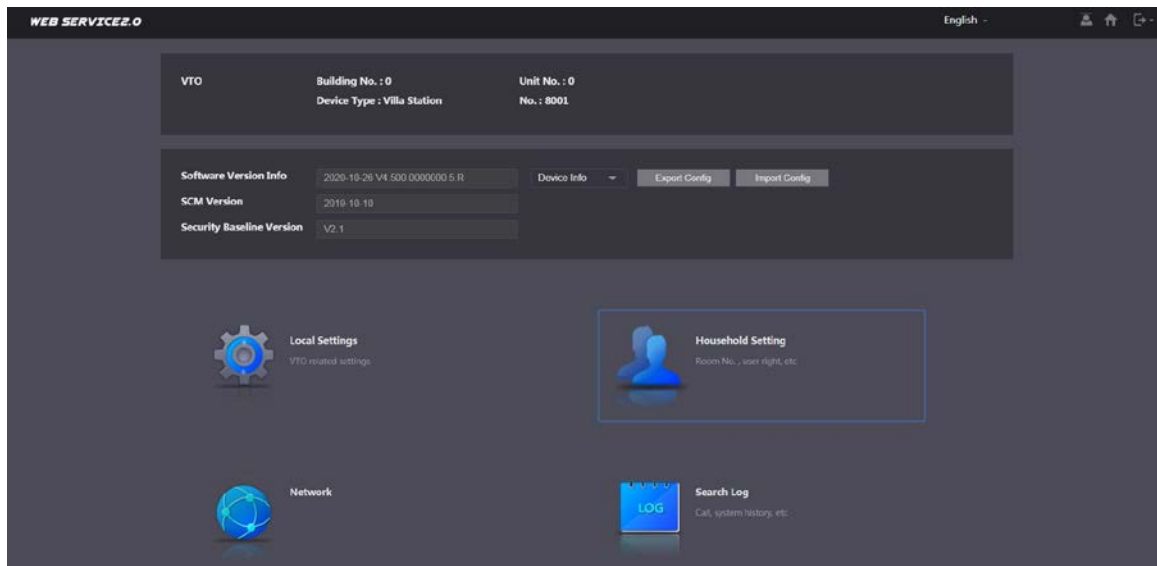 WEB SERVICE2.0 English
VTO Building No. : 0 Unit No. : 0
Device Type : Villa Station No. : 8001
Software Version Info 2020-10-26 V4.500.0000000.5.R Device Info Export Config Import Config
SCM Version 2019-10-10
Security Baseline Version V2.1
Local Settings
VTO related settings
Household Setting
Room No. , user right, etc
Network
LOG
Search Log
Call, system history, etc